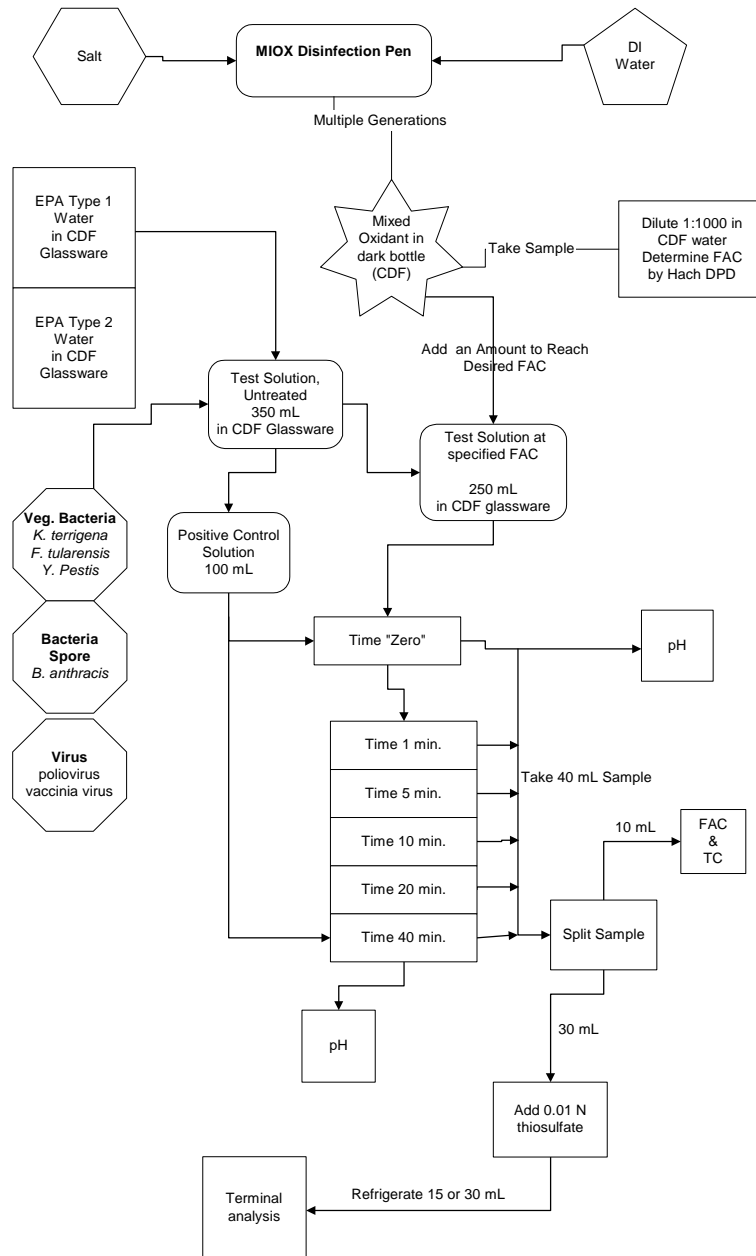 Salt
MIOX Disinfection Pen
DI
Water
Multiple Generations
EPA Type 1
Water
in CDF
Glassware
EPA Type 2
Water
in CDF
Glassware
Mixed
Oxidant in
dark bottle
(CDF)
Take Sample
Dilute 1:1000 in
CDF water
Determine FAC
by Hach DPD
Add an Amount to Reach
Desired FAC
Test Solution,
Untreated
350 mL
in CDF Glassware
Test Solution at
specified FAC
250 mL
in CDF glassware
Veg. Bacteria
K. terrigena
F. tularensis
Y. Pestis
Positive Control
Solution
100 mL
Bacteria
Spore
B. anthracis
Virus
poliovirus
vaccinia virus
Time "Zero"
pH
Time 1 min.
Time 5 min.
Time 10 min.
Time 20 min.
Time 40 min.
Take 40 mL Sample
10 mL
FAC
&
TC
Split Sample
pH
30 mL
Add 0.01 N
thiosulfate
Refrigerate 15 or 30 mL
Terminal
analysis